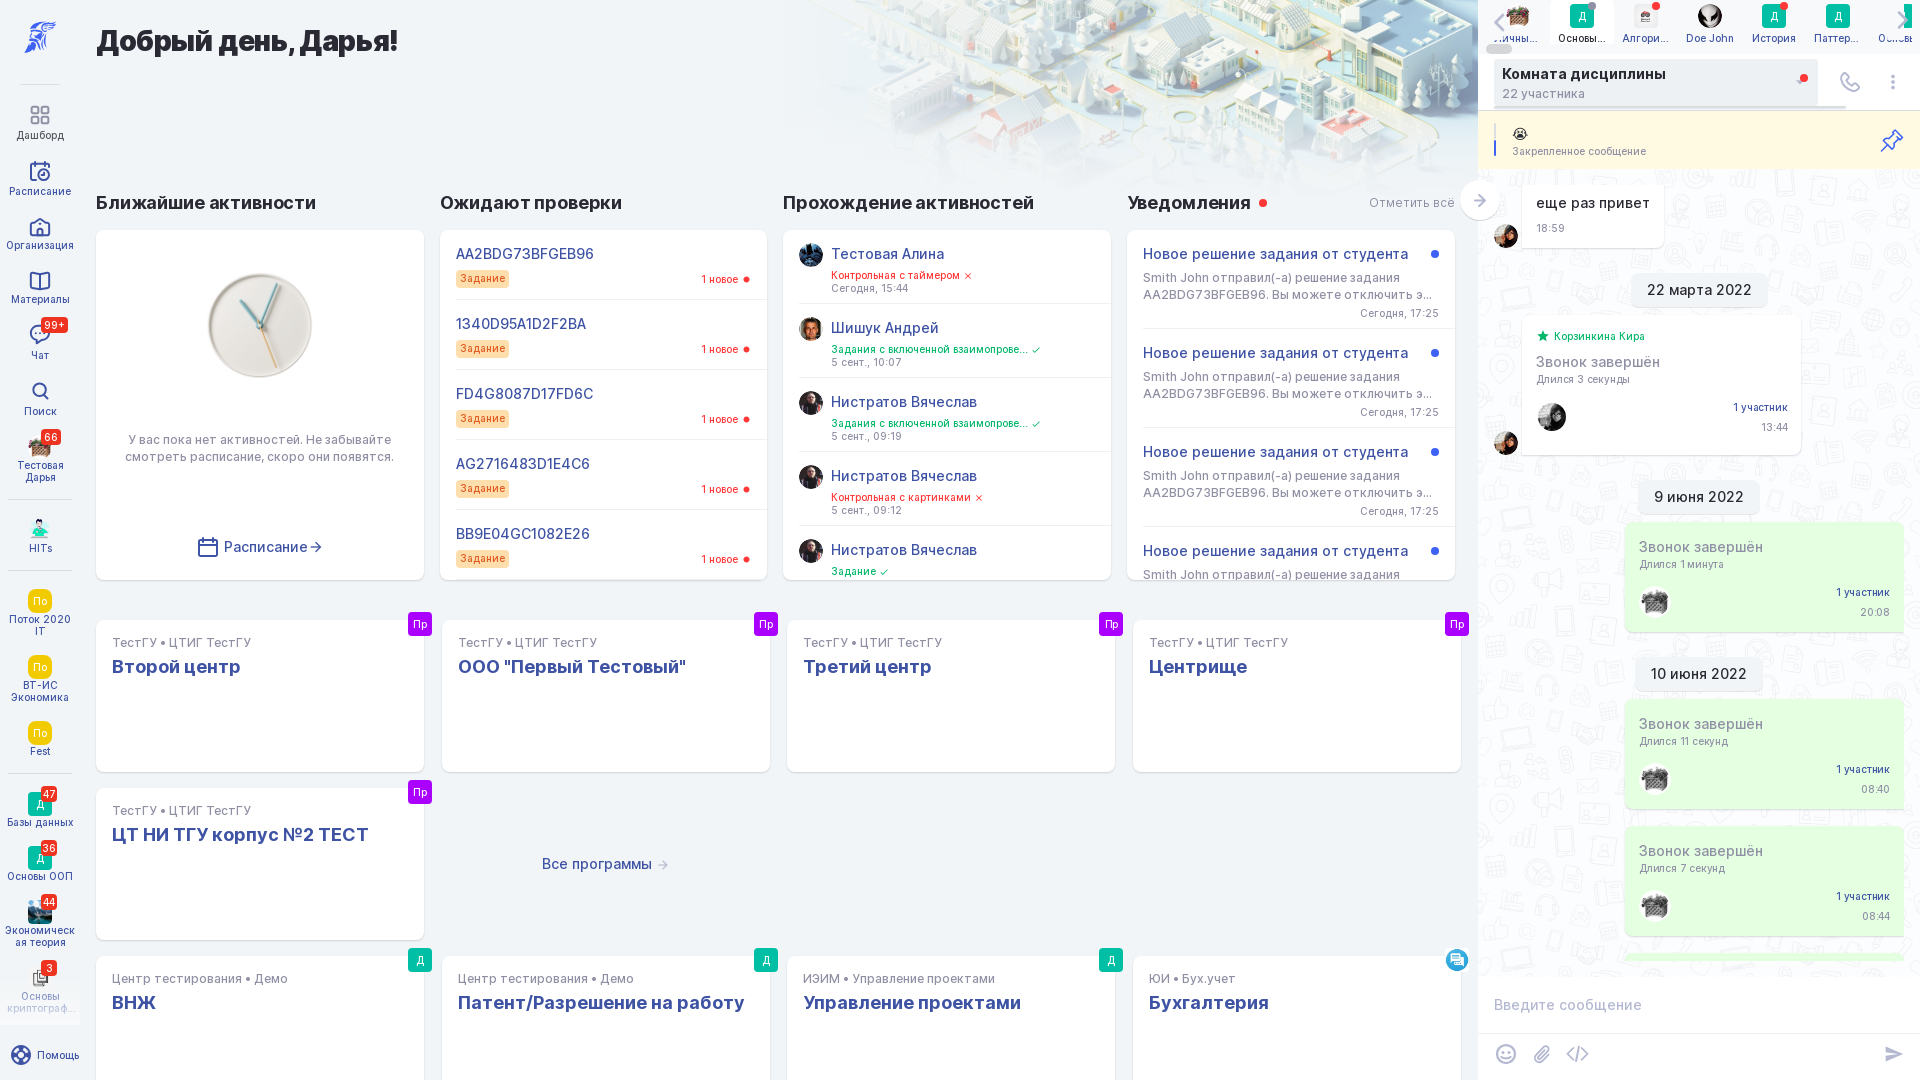 Добрый день, Дарья!
Дашборд
Расписание
Организация
Материалы
99+
Чат
Поиск
66
Тестовая
Дарья
HITs
По
Поток 2020
IT
По
ВТ-ИС
Экономика
По
Fest
47
Д
Базы данных
36
Д
Основы ООП
44
Экономическ
ая теория
3
Основы
криптограф...
Помощь
Ближайшие активности
У вас пока нет активностей. Не забывайте
смотреть расписание, скоро они появятся.
Расписание
Ожидают проверки
AA2BDG73BFGEB96
Задание
1 новое
1340D95A1D2F2BA
Задание
1 новое
FD4G8087D17FD6C
Задание
1 новое
AG2716483D1E4C6
Задание
1 новое
BB9E04GC1082E26
Задание
1 новое
Прохождение активностей
Тестовая Алина
Контрольная с таймером
Сегодня, 15:44
Шишук Андрей
Задания с включенной взаимопрове...
5 сент., 10:07
Нистратов Вячеслав
Задания с включенной взаимопрове...
5 сент., 09:19
Нистратов Вячеслав
Контрольная с картинками
5 сент., 09:12
Нистратов Вячеслав
Задание
Уведомления
Отметить всё
Новое решение задания от студента
Smith John отправил(-а) решение задания
AA2BDG73BFGEB96. Вы можете отключить э...
Сегодня, 17:25
Новое решение задания от студента
Smith John отправил(-а) решение задания
AA2BDG73BFGEB96. Вы можете отключить э...
Сегодня, 17:25
Новое решение задания от студента
Smith John отправил(-а) решение задания
AA2BDG73BFGEB96. Вы можете отключить э...
Сегодня, 17:25
Новое решение задания от студента
Smith John отправил(-а) решение задания
Пр
ТестГУ • ЦТИГ ТестГУ
Второй центр
Пр
ТестГУ • ЦТИГ ТестГУ
ООО "Первый Тестовый"
Пр
ТестГУ • ЦТИГ ТестГУ
Третий центр
Пр
ТестГУ • ЦТИГ ТестГУ
Центрище
Пр
ТестГУ • ЦТИГ ТестГУ
ЦТ НИ ТГУ корпус №2 ТЕСТ
Все программы
Д
Центр тестирования • Демо
ВНЖ
Д
Центр тестирования • Демо
Патент/Разрешение на работу
Д
ИЭИМ • Управление проектами
Управление проектами
ЮИ • Бух.учет
Бухгалтерия
Личны...
Д
Основы...
Алгори...
Doe John
Д
История
Д
Паттер...
Основы
Комната дисциплины
22 участника
Закрепленное сообщение
еще раз привет
18:59
22 марта 2022
Корзинкина Кира
Звонок завершён
Длился 3 секунды
1 участник
13:44
9 июня 2022
Звонок завершён
Длился 1 минута
1 участник
20:08
10 июня 2022
Звонок завершён
Длился 11 секунд
1 участник
08:40
Звонок завершён
Длился 7 секунд
1 участник
08:44
Введите сообщение